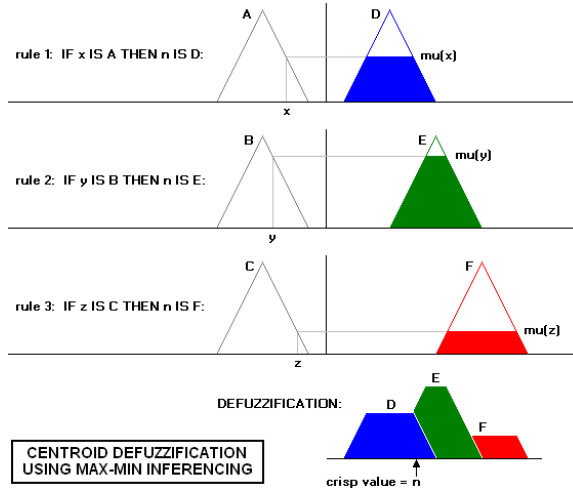 A D
rule 1: IF x IS A THEN n IS D:
mu(x)
x
B E
mu(y)
rule 2: IF y IS B THEN n IS E:
y
C F
rule 3: IF z IS C THEN n IS F:
mu(z)
z
E
DEFUZZIFICATION:
D
F
CENTROID DEFUZZIFICATION
USING MAX-MIN INFERENCING
crisp value = n